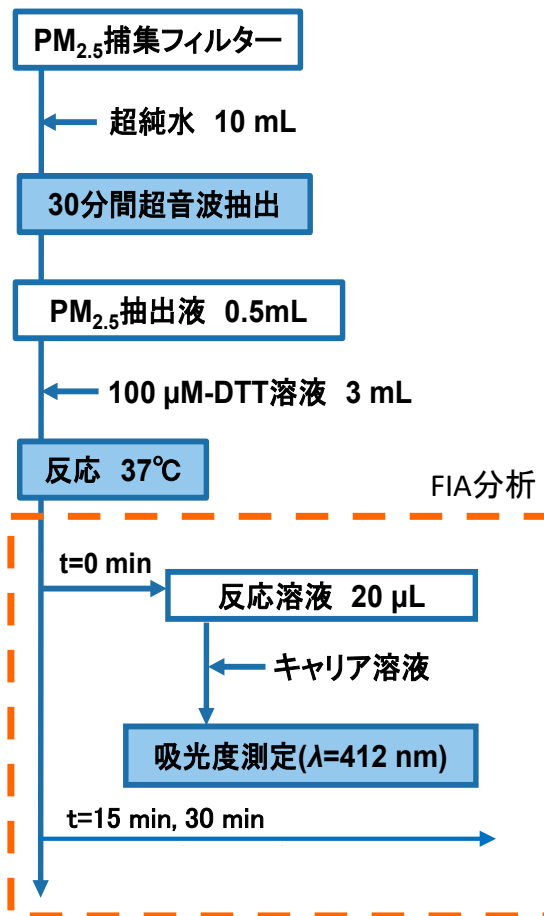 PM2.5捕集フィルター
超純水 10 mL
30分間超音波抽出
PM2.5抽出液 0.5mL
100 µM-DTT溶液 3 mL
反応 37℃
FIA分析
t=0 min
反応溶液 20 µL
キャリア溶液
吸光度測定(λ=412 nm)
t=15 min, 30 min